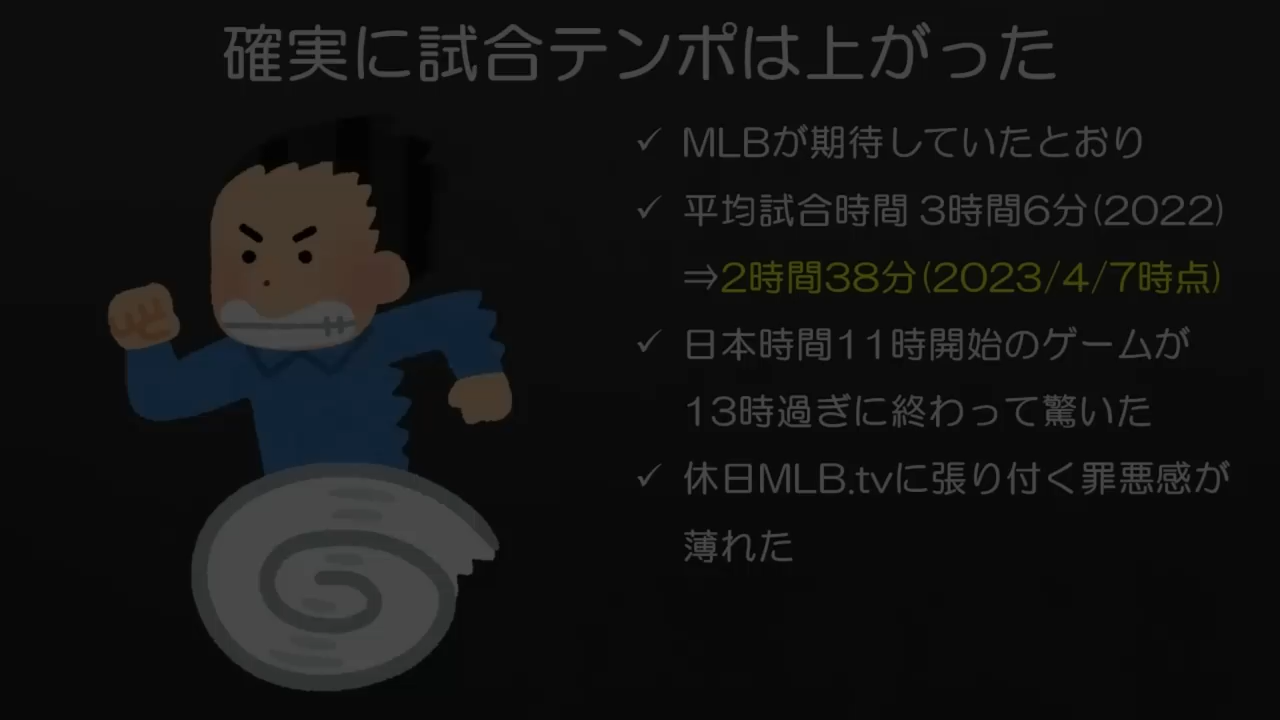 確実に試合テンポは上がった
✓ MLBが期待していたとおり
✓ 平均試合時間 3時間6分(2022)
⇒2時間38分(2023/4/7時点)
✓ 日本時間11時開始のゲームが
13時過ぎに終わって驚いた
✓ 休日MLB.tvに張り付く罪悪感が
薄れた